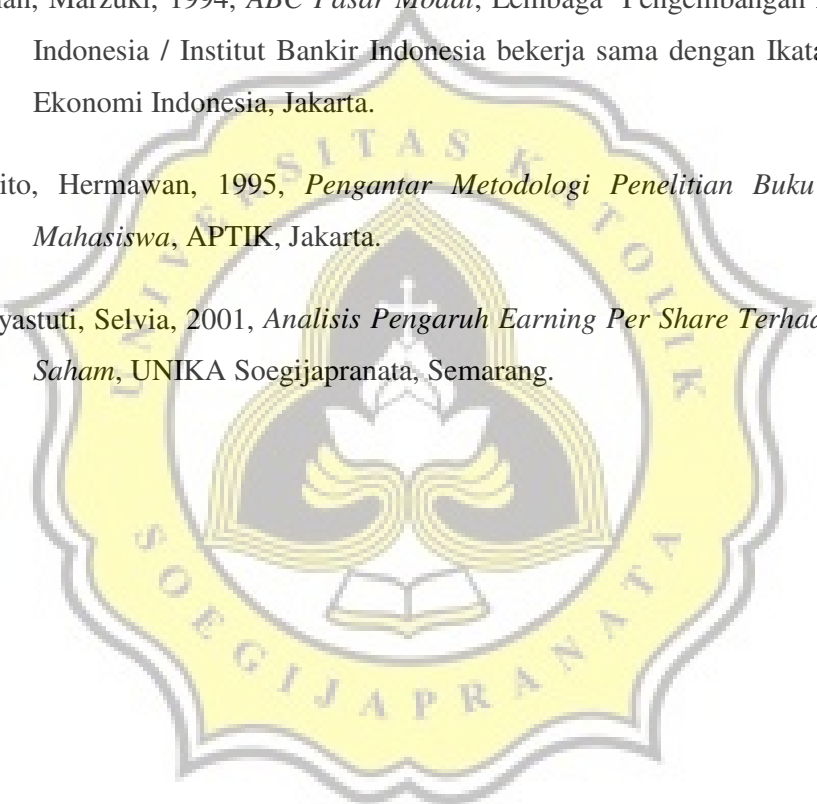 nan, Marzuki, 1994, ABC Pasar Modal, Lembaga Pengembangan
Indonesia / Institut Bankir Indonesia bekerja sama dengan Ikata
Ekonomi Indonesia, Jakarta.
ito, Hermawan, 1995, Pengantar Metodologi Penelitian Buku
Mahasiswa, APTIK, Jakarta.
yastuti, Selvia, 2001, Analisis Pengaruh Earning Per Share Terhad
Saham, UNIKA Soegijapranata, Semarang.
UNIVERSITAS KATOLIK
SOEGIJAPRANATA